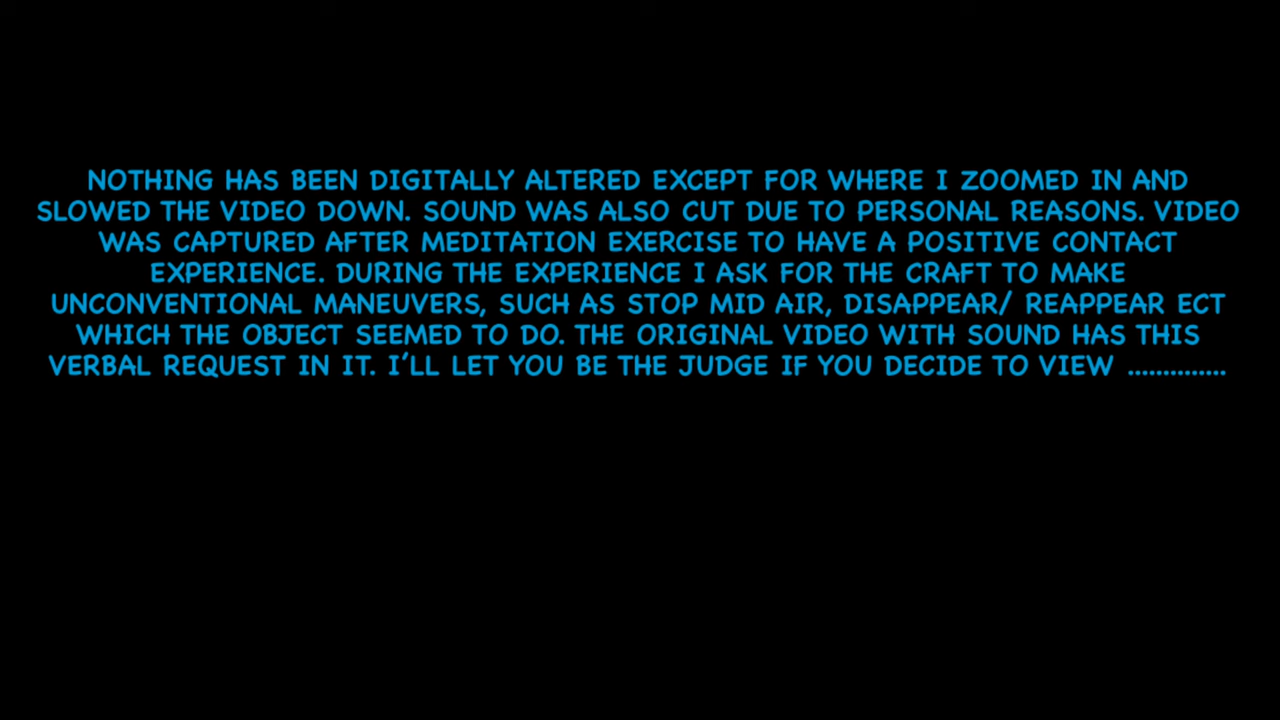 NOTHING HAS BEEN DIGITALLY ALTERED EXCEPT FOR WHERE I ZOOMED IN AND
SLOWED THE VIDEO DOWN. SOUND WAS ALSO CUT DUE TO PERSONAL REASONS. VIDEO
WAS CAPTURED AFTER MEDITATION EXERCISE TO HAVE A POSITIVE CONTACT
EXPERIENCE. DURING THE EXPERIENCE I ASK FOR THE CRAFT TO MAKE
UNCONVENTIONAL MANEUVERS, SUCH AS STOP MID AIR, DISAPPEAR/ REAPPEAR ECT
WHICH THE OBJECT SEEMED TO DO. THE ORIGINAL VIDEO WITH SOUND HAS THIS
VERBAL REQUEST IN IT. I’LL LET YOU BE THE JUDGE IF YOU DECIDE TO VIEW ..............